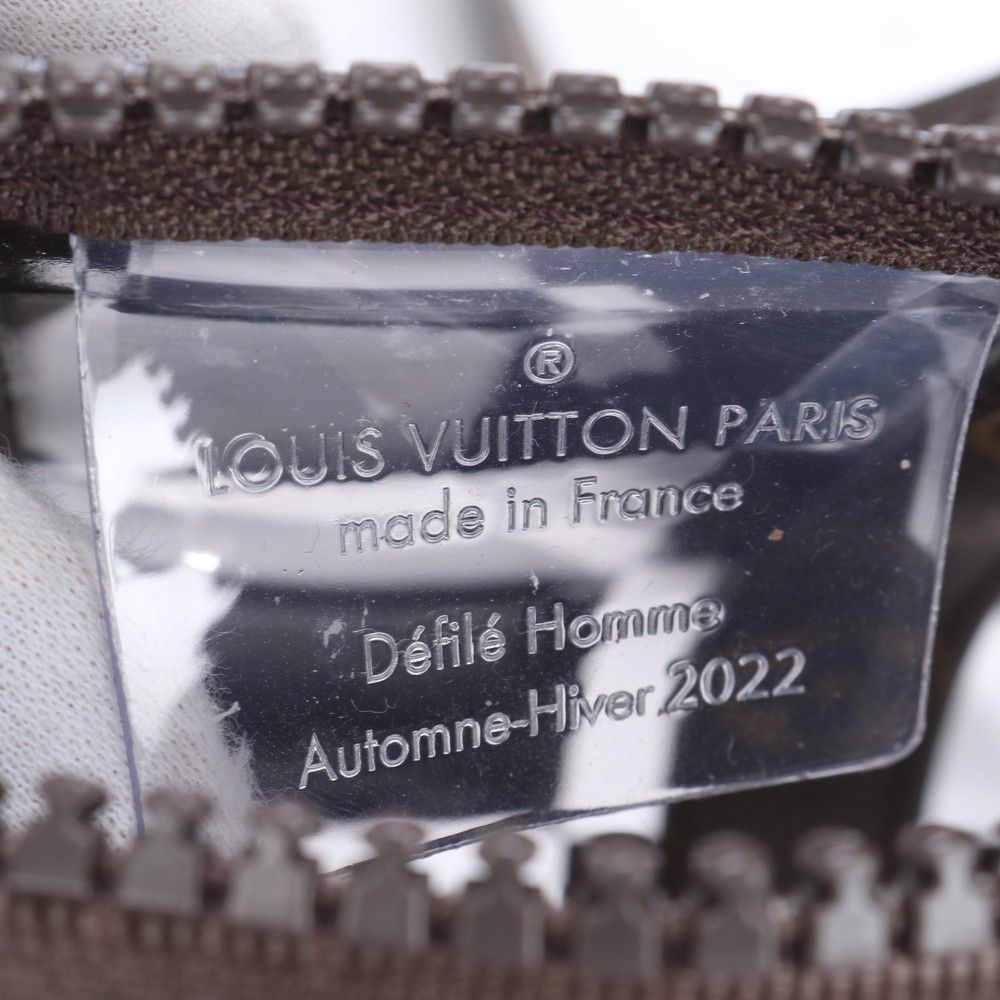 ®
LOUIS VUITTON PARIS
made in France
Défilé Homme
Automne-Hiver 2022